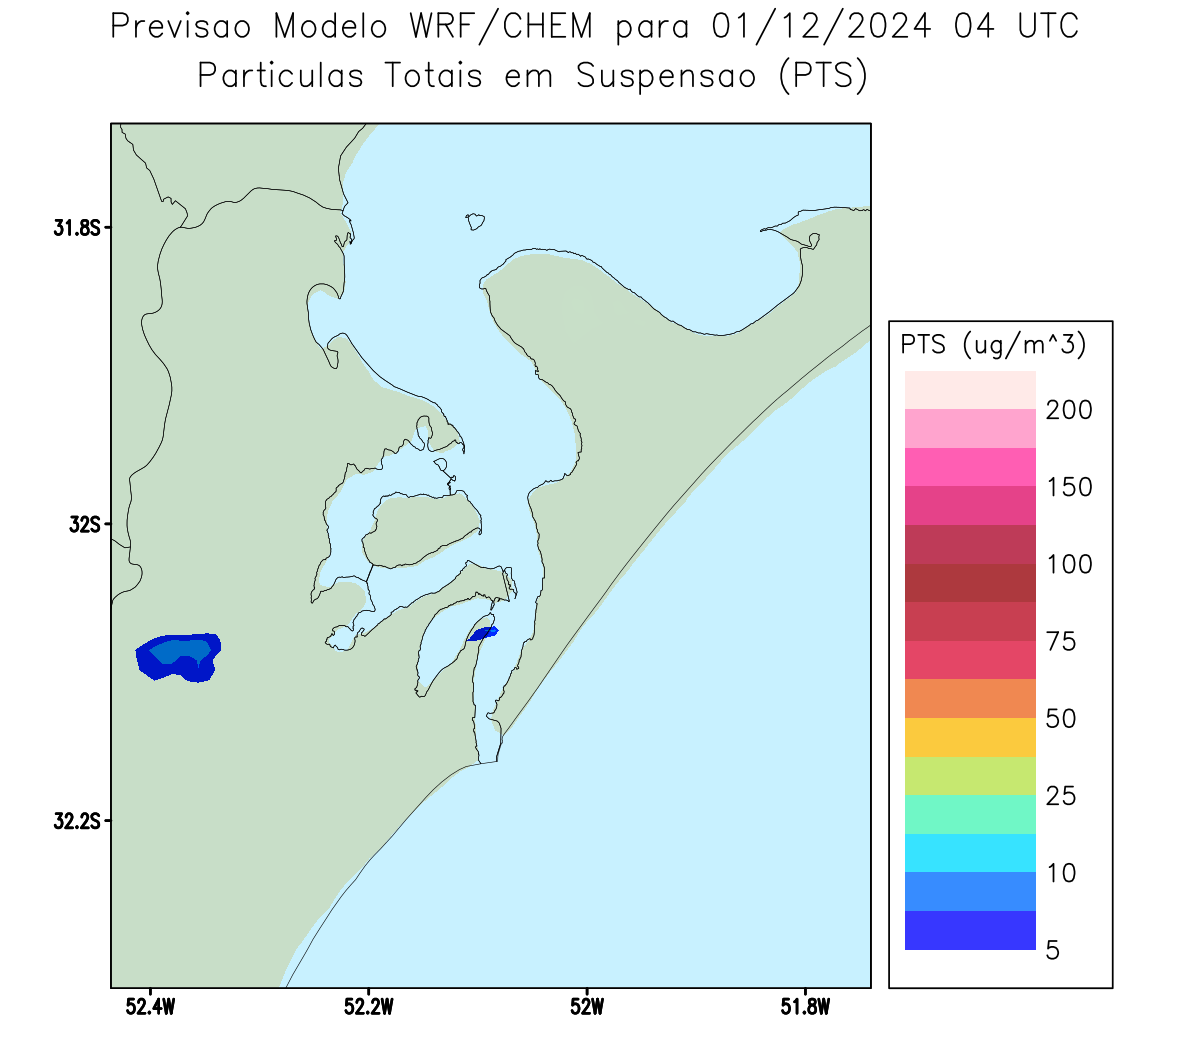 Previsao Modelo WRF/CHEM para 01/12/2024 04 UTC
Particulas Totais em Suspensao (PTS)
31.8S
32S
32.2S
52.4W
52.2W
52W
51.8W
PTS (ug/m^3)
200
150
100
75
50
25
10
5